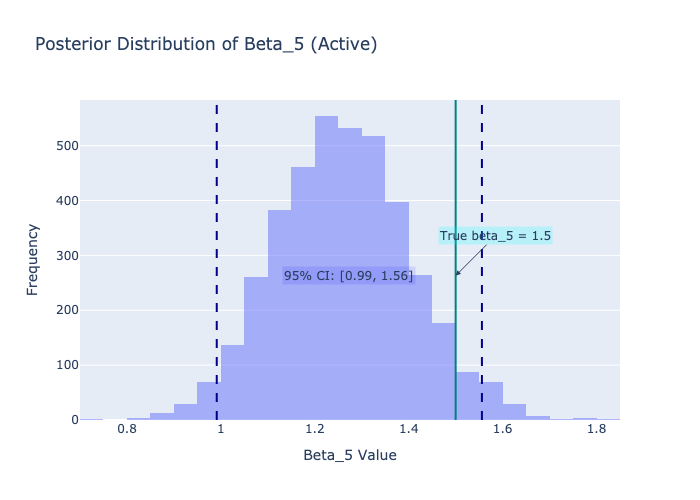 Posterior Distribution of Beta_5 (Active)
500
400
300
200
100
0
Frequency
True beta_5 = 1.5
95% CI: [0.99, 1.56]
0.8
1
1.2
1.4
1.6
1.8
Beta_5 Value